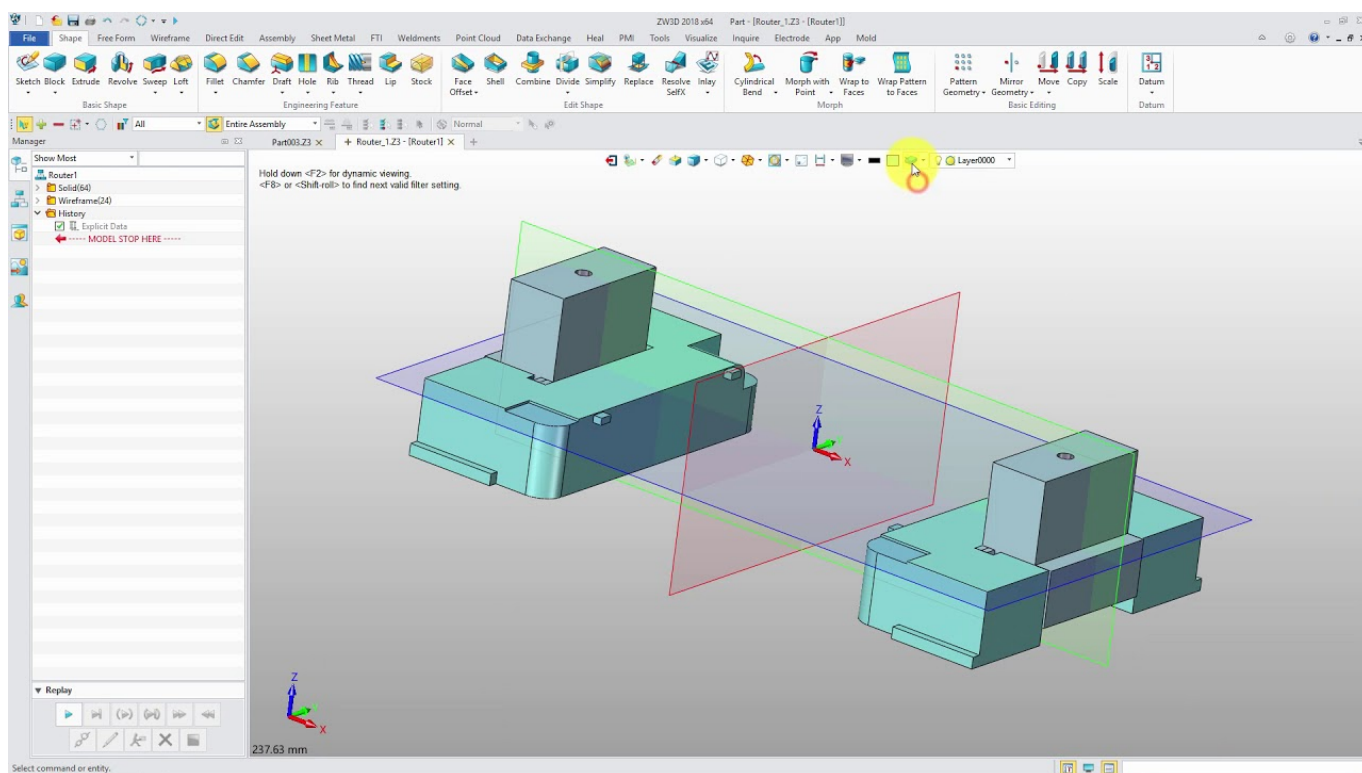 ZW3D 2018 x64 Part - [Router_1.Z3 - [Router1]]
File Shape Free Form Wireframe Direct Edit Assembly Sheet Metal FTI Weldments Point Cloud Data Exchange Heal PMI Tools Visualize Inquire Electrode App Mold
Sketch Block Extrude Revolve Sweep Loft Fillet Chamfer Draft Hole Rib Thread Lip Stock Face Offset Shell Combine Divide Simplify Replace Resolve SelfX Inlay Cylindrical Bend Morph with Point Wrap to Faces Wrap Pattern to Faces Pattern Geometry Mirror Geometry Move Copy Scale Datum
Basic Shape Engineering Feature Edit Shape Morph Basic Editing Datum
All Entire Assembly Normal
Manager Part003.Z3 Router_1.Z3 - [Router1]
Show Most
Layer0000
Router1
Solid(64)
Wireframe(24)
History
Explicit Data
----- MODEL STOP HERE -----
Hold down <F2> for dynamic viewing.
<F8> or <Shift-roll> to find next valid filter setting.
Z
X
Replay
Z
X
237.63 mm
Select command or entity.